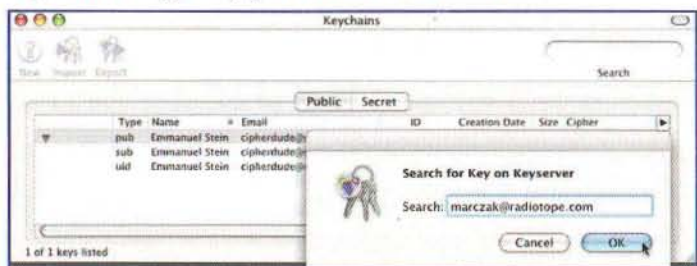 Keychains
New Import Export
Search
Public Secret
Type Name Email ID Creation Date Size Cipher
pub Emmanuel Stein cipherdude@
sub Emmanuel Stein cipherdude@
uid Emmanuel Stein cipherdude@
Search for Key on Keyserver
Search: marczak@radiotope.com
Cancel OK
1 of 1 keys listed